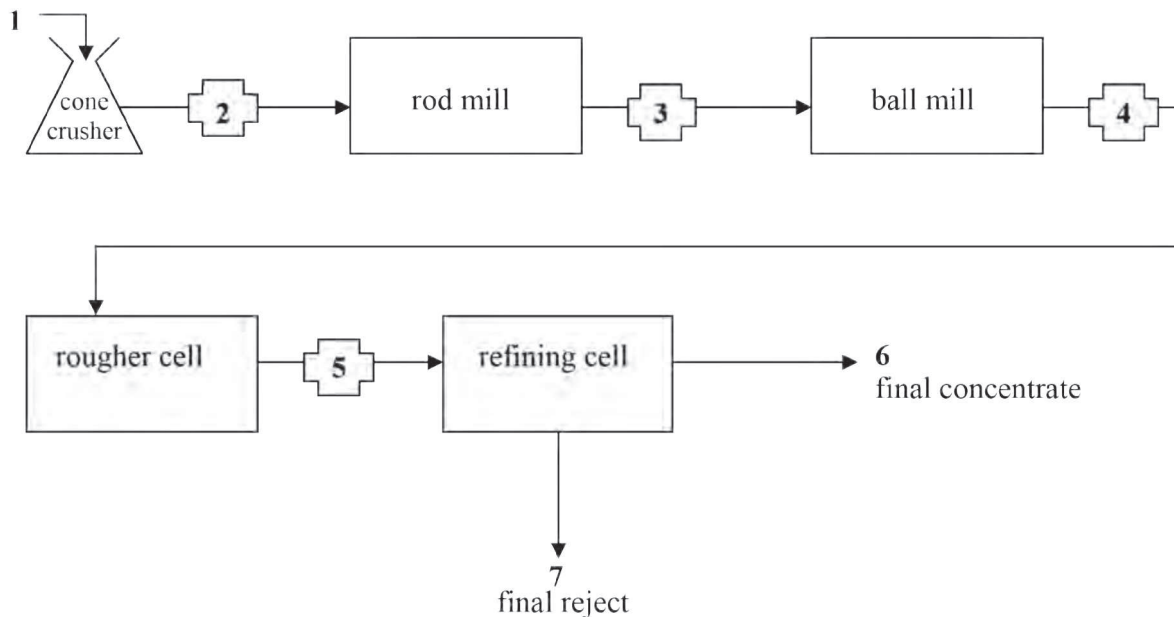 1
cone
crusher
2
rod mill
3
ball mill
4
rougher cell
5
refining cell
6
final concentrate
7
final reject